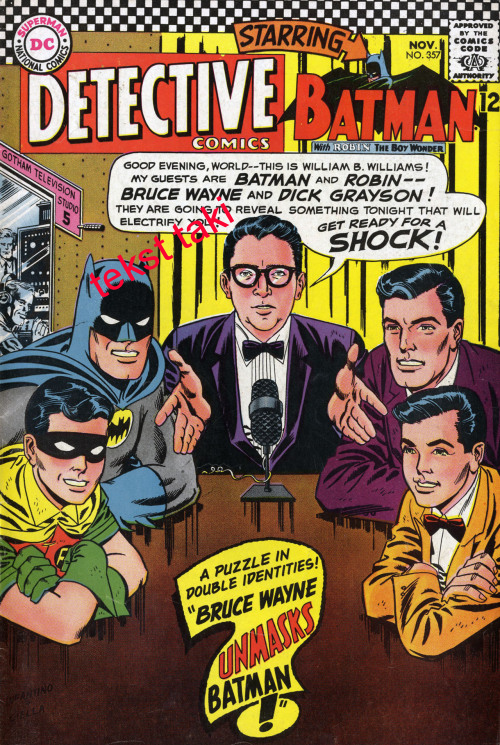 SUPERMAN
DC
NATIONAL COMICS
STARRING
NOV.
NO. 357
APPROVED
BY THE
COMICS
CODE
AUTHORITY
12
DETECTIVE
COMICS
BATMAN
With ROBIN The Boy Wonder
GOTHAM TELEVISION
STUDIO
5
GOOD EVENING, WORLD--THIS IS WILLIAM B. WILLIAMS!
MY GUESTS ARE BATMAN AND ROBIN--
BRUCE WAYNE AND DICK GRAYSON!
THEY ARE GOING TO REVEAL SOMETHING TONIGHT THAT WILL
ELECTRIFY
GET READY FOR A
SHOCK!
tekst taki
A PUZZLE IN
DOUBLE IDENTITIES!
"BRUCE WAYNE
UNMASKS
BATMAN
!"